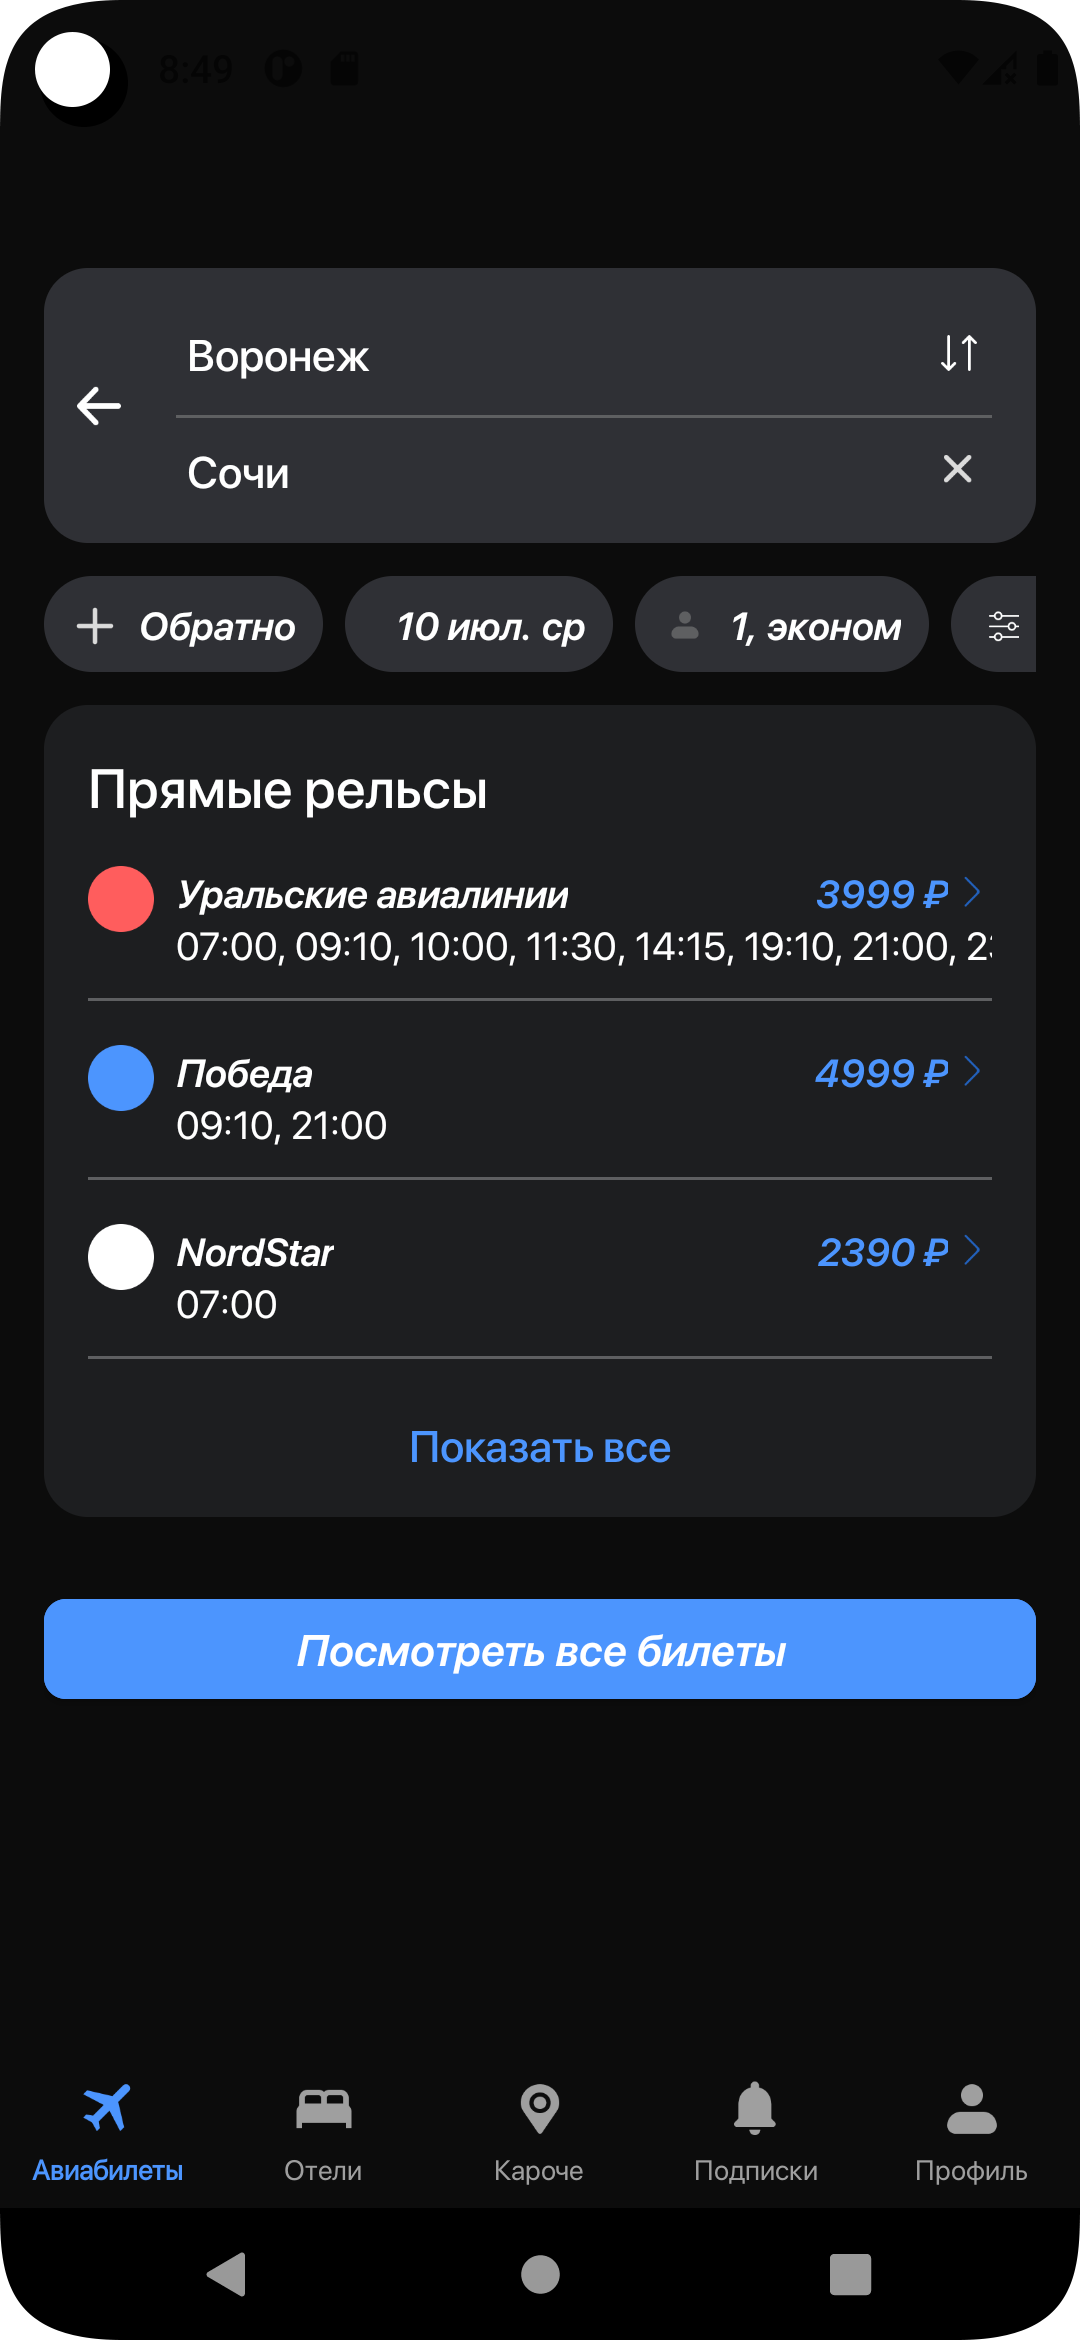 8:49
Воронеж
Сочи
Обратно
10 июл. ср
1, эконом
Прямые рельсы
Уральские авиалинии 3999 ₽
07:00, 09:10, 10:00, 11:30, 14:15, 19:10, 21:00,
Победа 4999 ₽
09:10, 21:00
NordStar 2390 ₽
07:00
Показать все
Посмотреть все билеты
Авиабилеты
Отели
Кароче
Подписки
Профиль